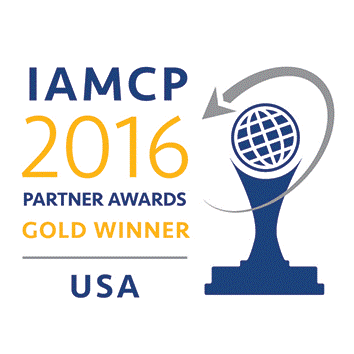 IAMCP
2016
PARTNER AWARDS
GOLD WINNER
USA